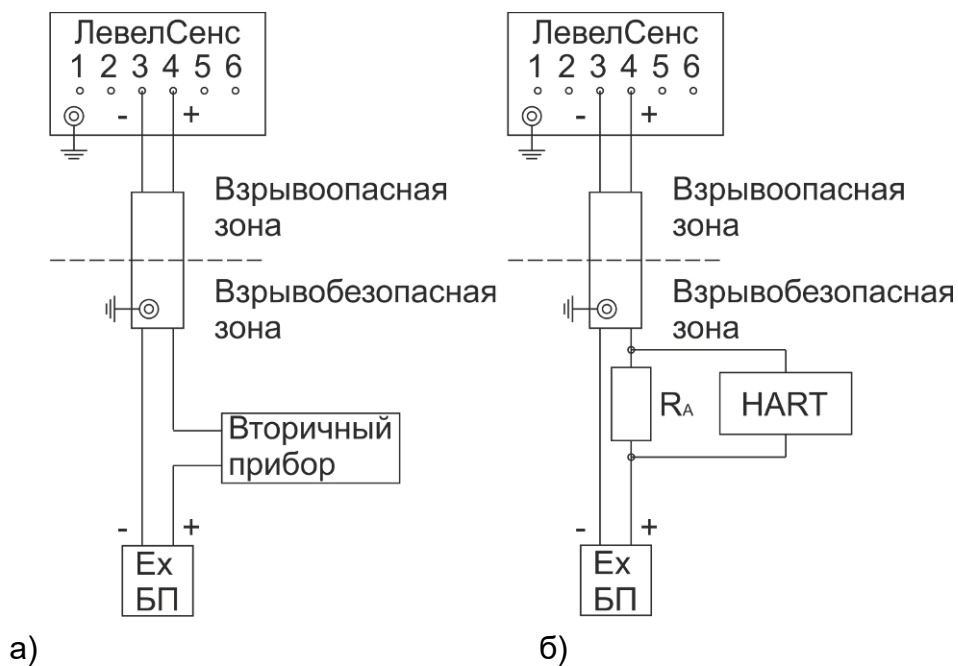 ЛевелСенс
1 2 3 4 5 6
- +
Взрывоопасная
зона
Взрывобезопасная
зона
Вторичный
прибор
- +
Ex
БП
а)
ЛевелСенс
1 2 3 4 5 6
- +
Взрывоопасная
зона
Взрывобезопасная
зона
RA
HART
- +
Ex
БП
б)